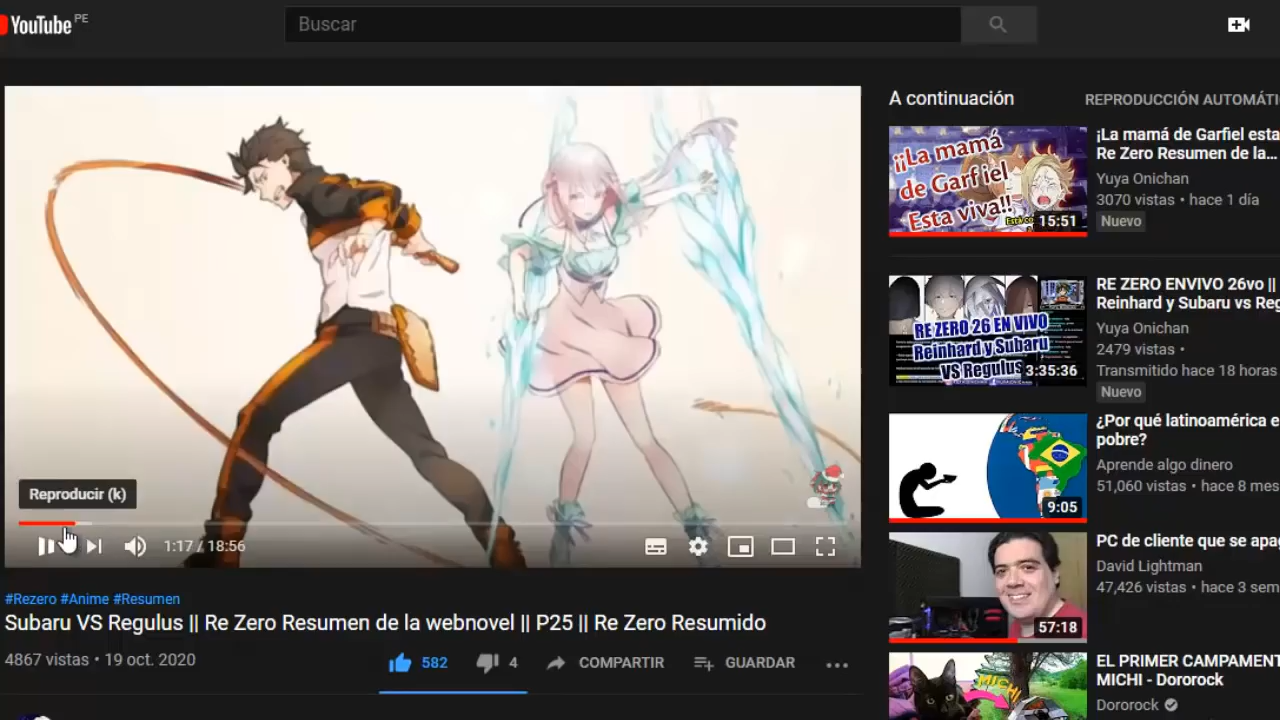 YouTube PE
Buscar
Reproducir (k)
1:17 / 18:56
#Rezero #Anime #Resumen
Subaru VS Regulus || Re Zero Resumen de la webnovel || P25 || Re Zero Resumido
4867 vistas • 19 oct. 2020
582
4
COMPARTIR
GUARDAR
A continuación
REPRODUCCIÓN AUTOMÁTI
¡¡La mamá
de Garfiel
Esta viva!!
15:51
¡La mamá de Garfiel esta
Re Zero Resumen de la...
Yuya Onichan
3070 vistas • hace 1 día
Nuevo
RE ZERO 26 EN VIVO
Reinhard y Subaru
VS Regulus
3:35:36
RE ZERO ENVIVO 26vo ||
Reinhard y Subaru vs Reg
Yuya Onichan
2479 vistas •
Transmitido hace 18 horas
Nuevo
9:05
¿Por qué latinoamérica e
pobre?
Aprende algo dinero
51,060 vistas • hace 8 mes
57:18
PC de cliente que se apag
David Lightman
47,426 vistas • hace 3 sem
MICHI
EL PRIMER CAMPAMENT
MICHI - Dororock
Dororock